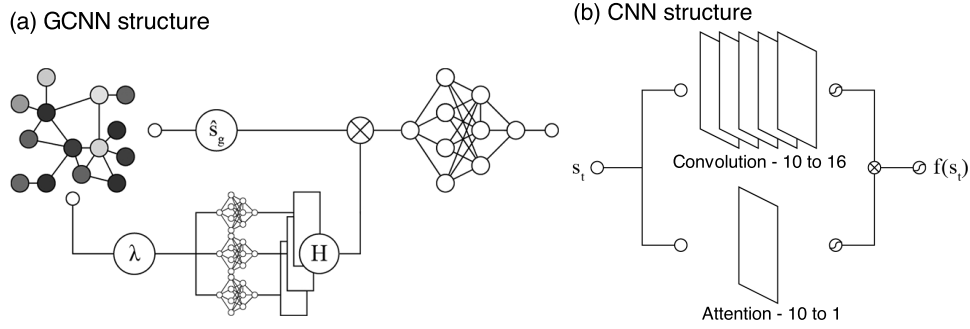 (a) GCNN structure
ŝg
λ
H
(b) CNN structure
Convolution - 10 to 16
st
f(st)
Attention - 10 to 1